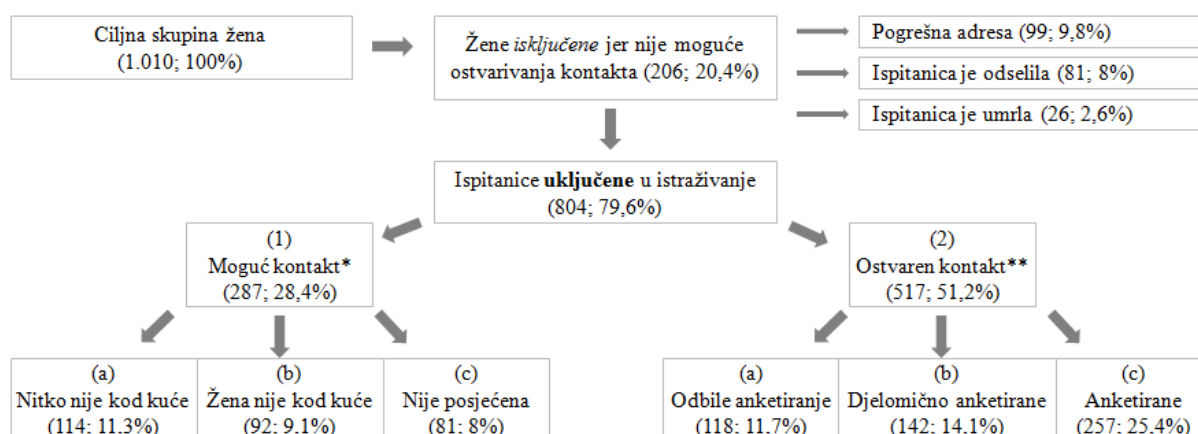 Ciljna skupina žena
(1.010; 100%)
Žene isključene jer nije moguće
ostvarivanja kontakta (206; 20,4%)
Pogrešna adresa (99; 9,8%)
Ispitanica je odselila (81; 8%)
Ispitanica je umrla (26; 2,6%)
Ispitanice uključene u istraživanje
(804; 79,6%)
(1)
Moguć kontakt*
(287; 28,4%)
(2)
Ostvaren kontakt**
(517; 51,2%)
(a)
Nitko nije kod kuće
(114; 11,3%)
(b)
Žena nije kod kuće
(92; 9,1%)
(c)
Nije posjećena
(81; 8%)
(a)
Odbile anketiranje
(118; 11,7%)
(b)
Djelomično anketirane
(142; 14,1%)
(c)
Anketirane
(257; 25,4%)